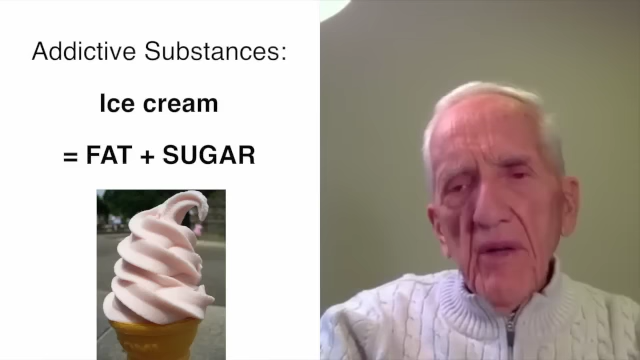 Addictive Substances:
Ice cream
= FAT + SUGAR